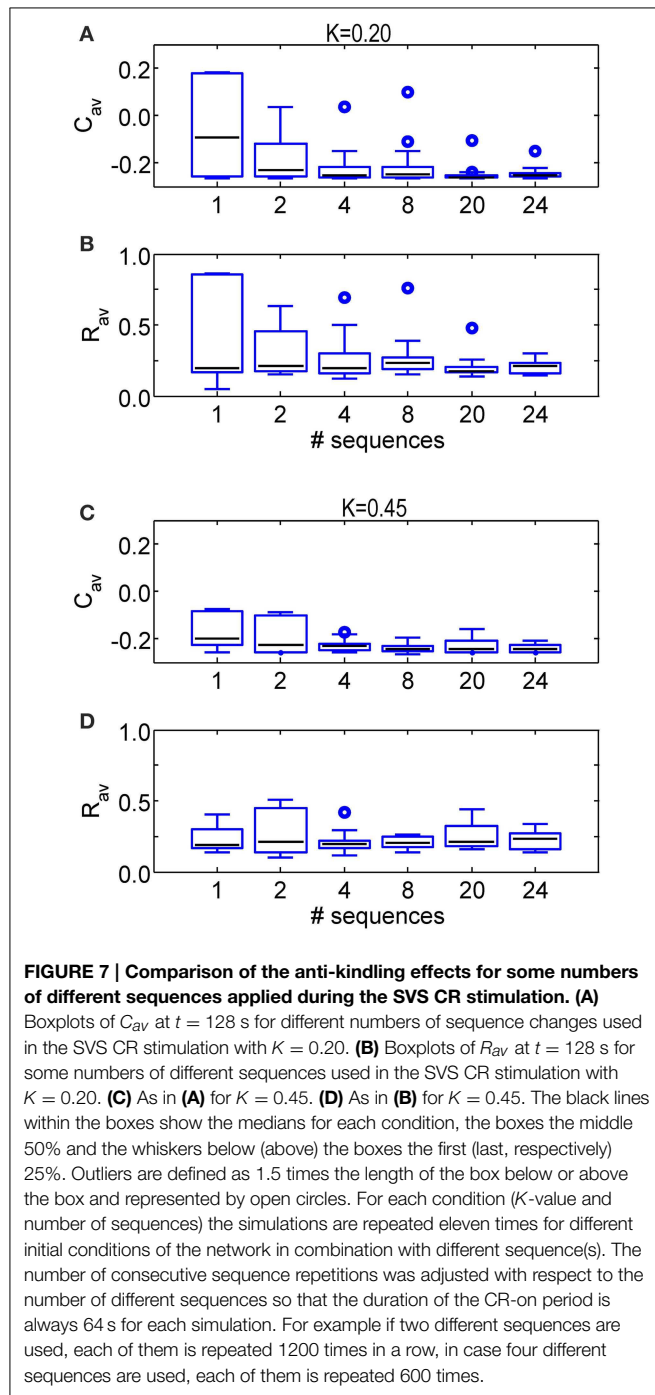 A
K=0.20
C_av
0.2
0.0
-0.2
1 2 4 8 20 24
B
R_av
1.0
0.5
0.0
1 2 4 8 20 24
# sequences
C
K=0.45
C_av
0.2
0.0
-0.2
1 2 4 8 20 24
D
R_av
1.0
0.5
0.0
1 2 4 8 20 24
# sequences
FIGURE 7 | Comparison of the anti-kindling effects for some numbers
of different sequences applied during the SVS CR stimulation. (A)
Boxplots of C_av at t = 128 s for different numbers of sequence changes used
in the SVS CR stimulation with K = 0.20. (B) Boxplots of R_av at t = 128 s for
some numbers of different sequences used in the SVS CR stimulation with
K = 0.20. (C) As in (A) for K = 0.45. (D) As in (B) for K = 0.45. The black lines
within the boxes show the medians for each condition, the boxes the middle
50% and the whiskers below (above) the boxes the first (last, respectively)
25%. Outliers are defined as 1.5 times the length of the box below or above
the box and represented by open circles. For each condition (K-value and
number of sequences) the simulations are repeated eleven times for different
initial conditions of the network in combination with different sequence(s). The
number of consecutive sequence repetitions was adjusted with respect to the
number of different sequences so that the duration of the CR-on period is
always 64 s for each simulation. For example if two different sequences are
used, each of them is repeated 1200 times in a row, in case four different
sequences are used, each of them is repeated 600 times.